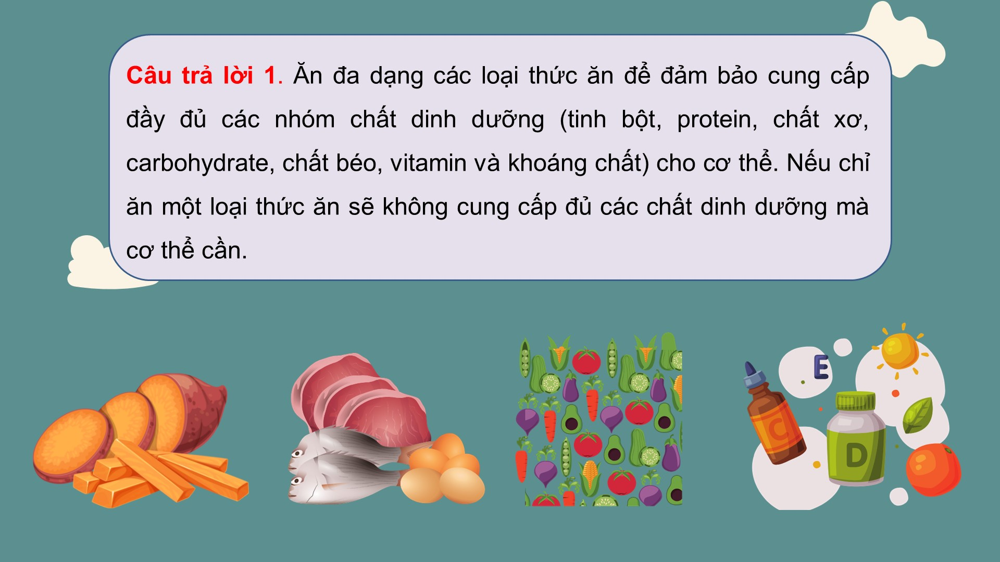 Câu trả lời 1. Ăn đa dạng các loại thức ăn để đảm bảo cung cấp
đầy đủ các nhóm chất dinh dưỡng (tinh bột, protein, chất xơ,
carbohydrate, chất béo, vitamin và khoáng chất) cho cơ thể. Nếu chỉ
ăn một loại thức ăn sẽ không cung cấp đủ các chất dinh dưỡng mà
cơ thể cần.
E
C
D